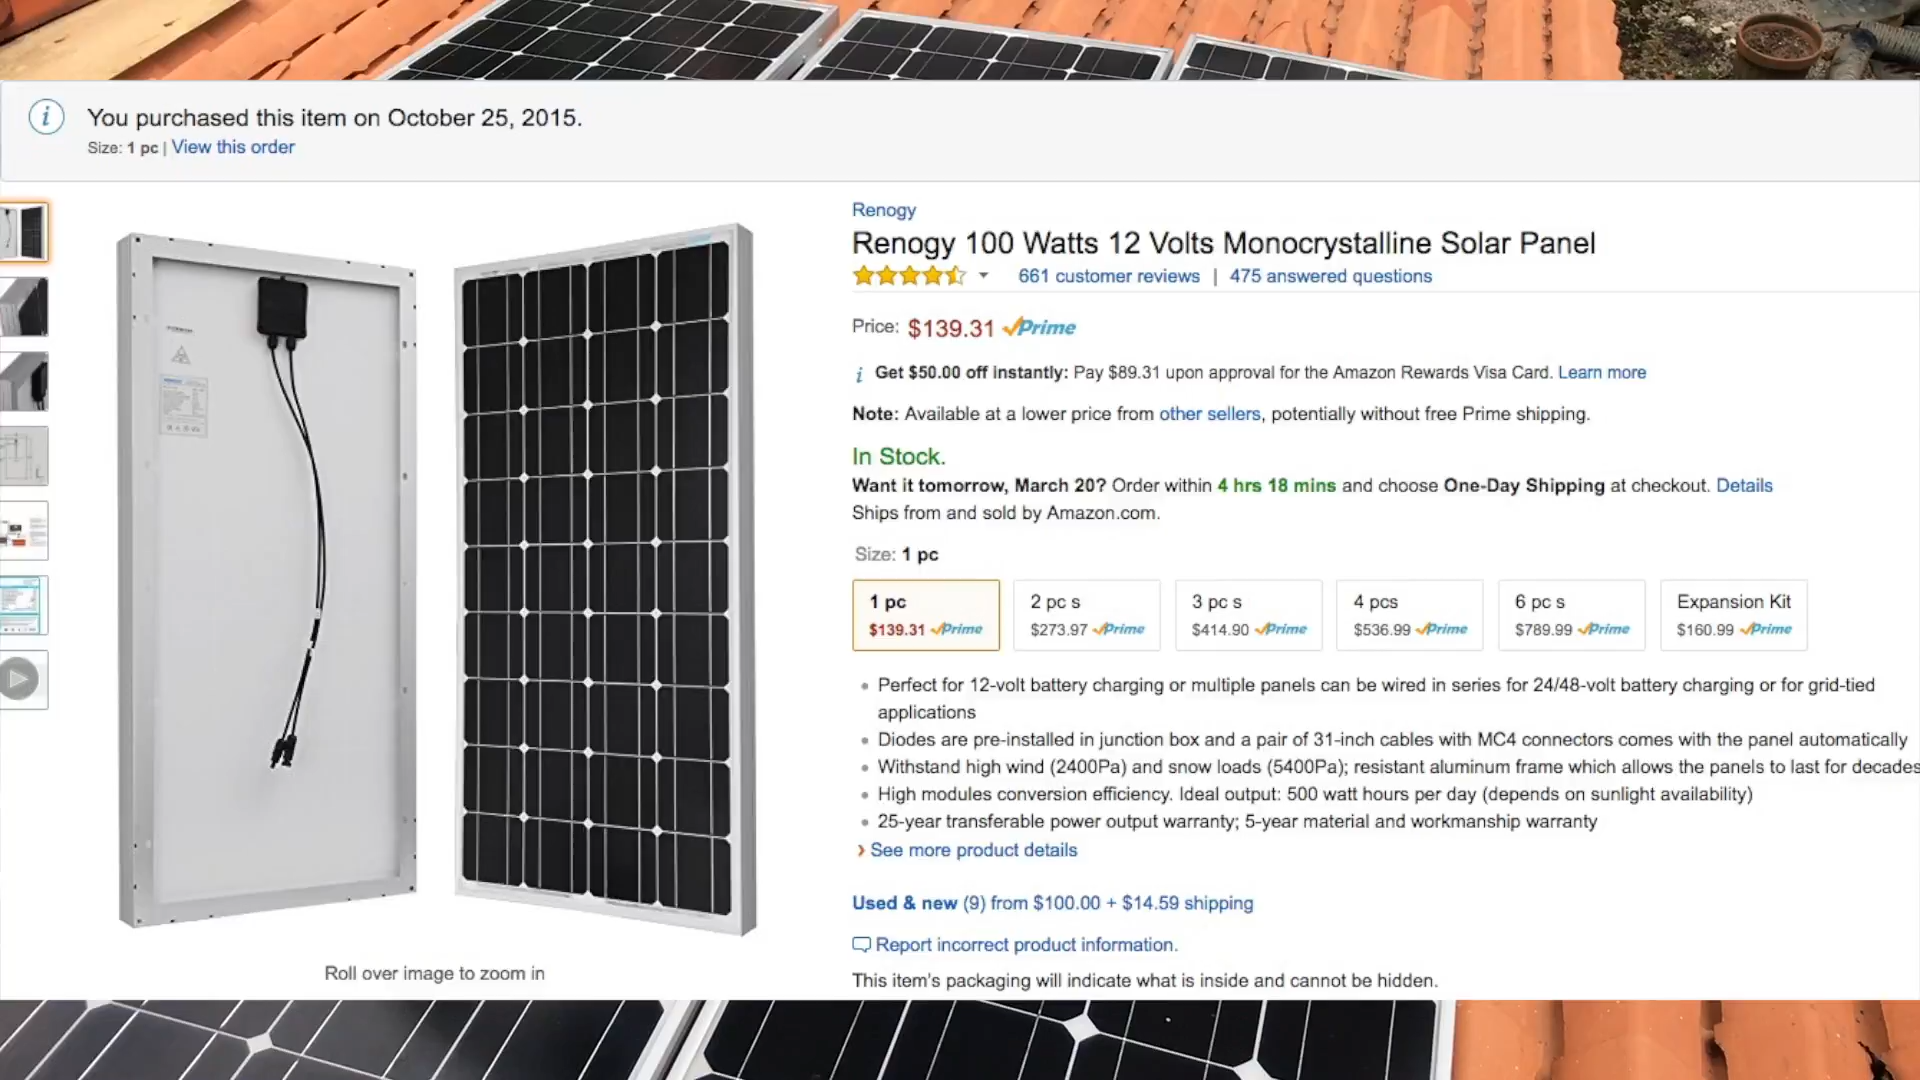 You purchased this item on October 25, 2015.
Size: 1 pc | View this order
Renogy
Renogy 100 Watts 12 Volts Monocrystalline Solar Panel
661 customer reviews | 475 answered questions
Price: $139.31 Prime
Get $50.00 off instantly: Pay $89.31 upon approval for the Amazon Rewards Visa Card. Learn more
Note: Available at a lower price from other sellers, potentially without free Prime shipping.
In Stock.
Want it tomorrow, March 20? Order within 4 hrs 18 mins and choose One-Day Shipping at checkout. Details
Ships from and sold by Amazon.com.
Size: 1 pc
1 pc 2 pc s 3 pc s 4 pcs 6 pc s Expansion Kit
$139.31 Prime $273.97 Prime $414.90 Prime $536.99 Prime $789.99 Prime $160.99 Prime
Perfect for 12-volt battery charging or multiple panels can be wired in series for 24/48-volt battery charging or for grid-tied
applications
Diodes are pre-installed in junction box and a pair of 31-inch cables with MC4 connectors comes with the panel automatically
Withstand high wind (2400Pa) and snow loads (5400Pa); resistant aluminum frame which allows the panels to last for decades
High modules conversion efficiency. Ideal output: 500 watt hours per day (depends on sunlight availability)
25-year transferable power output warranty; 5-year material and workmanship warranty
See more product details
Used & new (9) from $100.00 + $14.59 shipping
Report incorrect product information.
This item's packaging will indicate what is inside and cannot be hidden.
Roll over image to zoom in